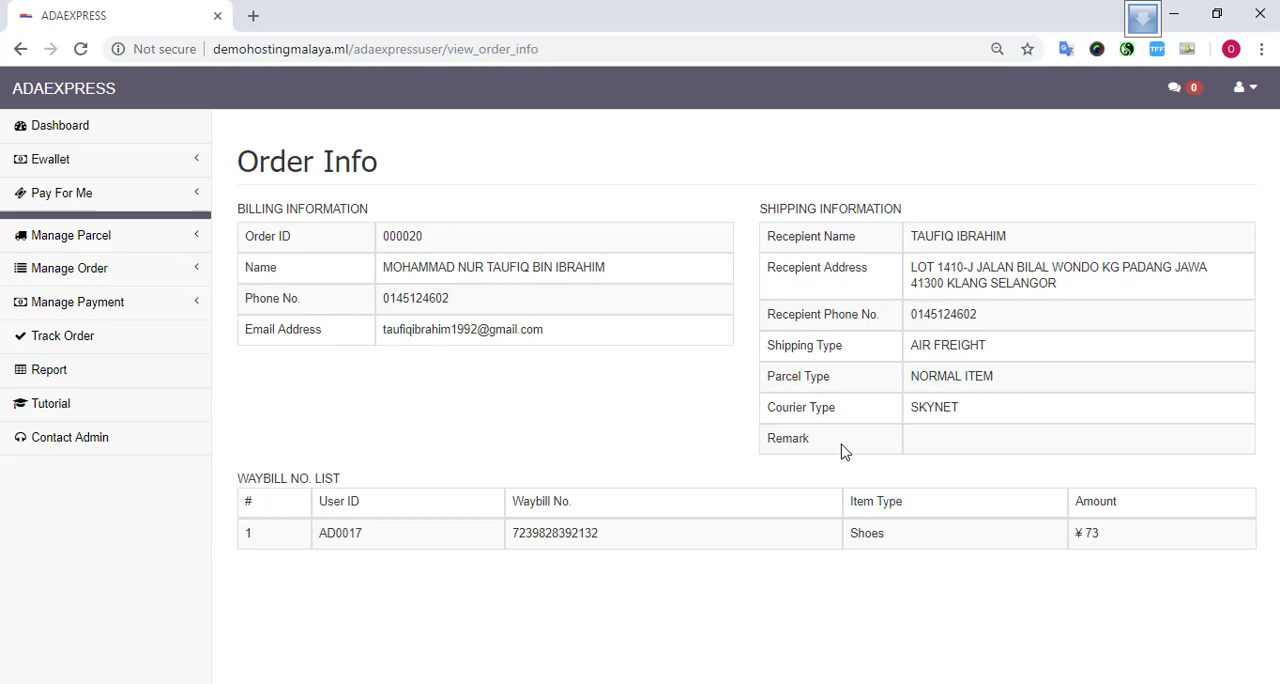 ADAEXPRESS
Not secure
demohostingmalaya.ml/adaexpressuser/view_order_info
TFF
O
ADAEXPRESS
0
Dashboard
Ewallet
Pay For Me
Manage Parcel
Manage Order
Manage Payment
Track Order
Report
Tutorial
Contact Admin
Order Info
BILLING INFORMATION
Order ID 000020
Name MOHAMMAD NUR TAUFIQ BIN IBRAHIM
Phone No. 0145124602
Email Address taufiqibrahim1992@gmail.com
SHIPPING INFORMATION
Recepient Name TAUFIQ IBRAHIM
Recepient Address LOT 1410-J JALAN BILAL WONDO KG PADANG JAWA
41300 KLANG SELANGOR
Recepient Phone No. 0145124602
Shipping Type AIR FREIGHT
Parcel Type NORMAL ITEM
Courier Type SKYNET
Remark
WAYBILL NO. LIST
# User ID Waybill No. Item Type Amount
1 AD0017 7239828392132 Shoes ¥ 73